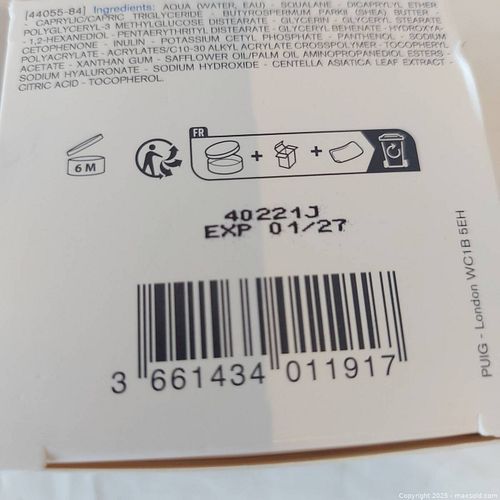 [44055-84] Ingredients: AQUA (WATER, EAU) - SQUALANE - DICAPRYLYL ETHER
- CAPRYLIC/CAPRIC TRIGLYCERIDE - BUTYROSPERMUM PARKII (SHEA) BUTTER -
POLYGLYCERYL-3 METHYLGLUCOSE DISTEARATE - GLYCERIN - GLYCERYL STEARATE
- 1,2-HEXANEDIOL - PENTAERYTHRITYL DISTEARATE - GLYCERYL BEHENATE - HYDROXYA-
CETOPHENONE - INULIN - POTASSIUM CETYL PHOSPHATE - PANTHENOL - SODIUM
POLYACRYLATE - ACRYLATES/C10-30 ALKYL ACRYLATE CROSSPOLYMER - TOCOPHERYL
ACETATE - XANTHAN GUM - SAFFLOWER OIL/PALM OIL AMINOPROPANEDIOL ESTERS -
SODIUM HYALURONATE - SODIUM HYDROXIDE - CENTELLA ASIATICA LEAF EXTRACT -
CITRIC ACID - TOCOPHEROL.
6 M
FR
+ +
40221J
EXP 01/27
3 661434 011917
PUIG - London WC1B 5EH
Copyright 2025 - maxsold.com